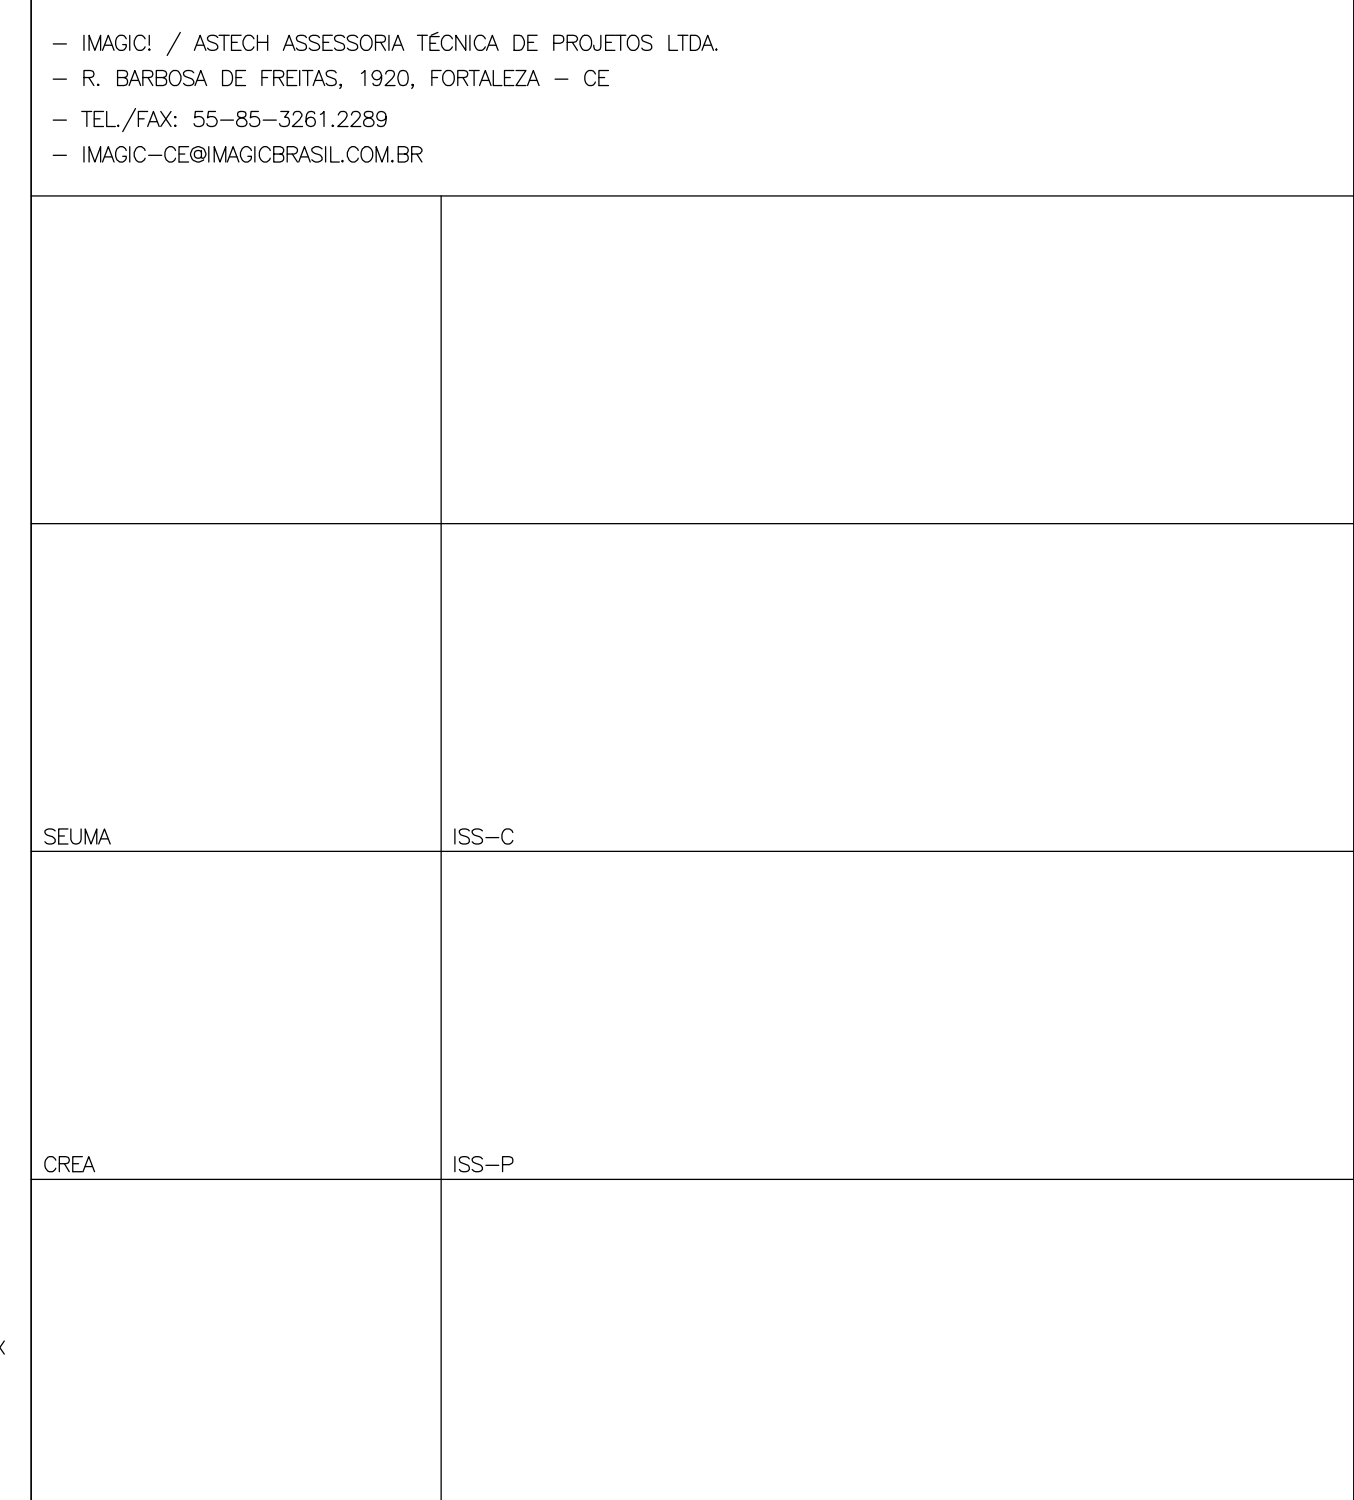 - IMAGIC! / ASTECH ASSESSORIA TÉCNICA DE PROJETOS LTDA.
- R. BARBOSA DE FREITAS, 1920, FORTALEZA - CE
- TEL./FAX: 55-85-3261.2289
- IMAGIC-CE@IMAGICBRASIL.COM.BR
SEUMA
ISS-C
CREA
ISS-P